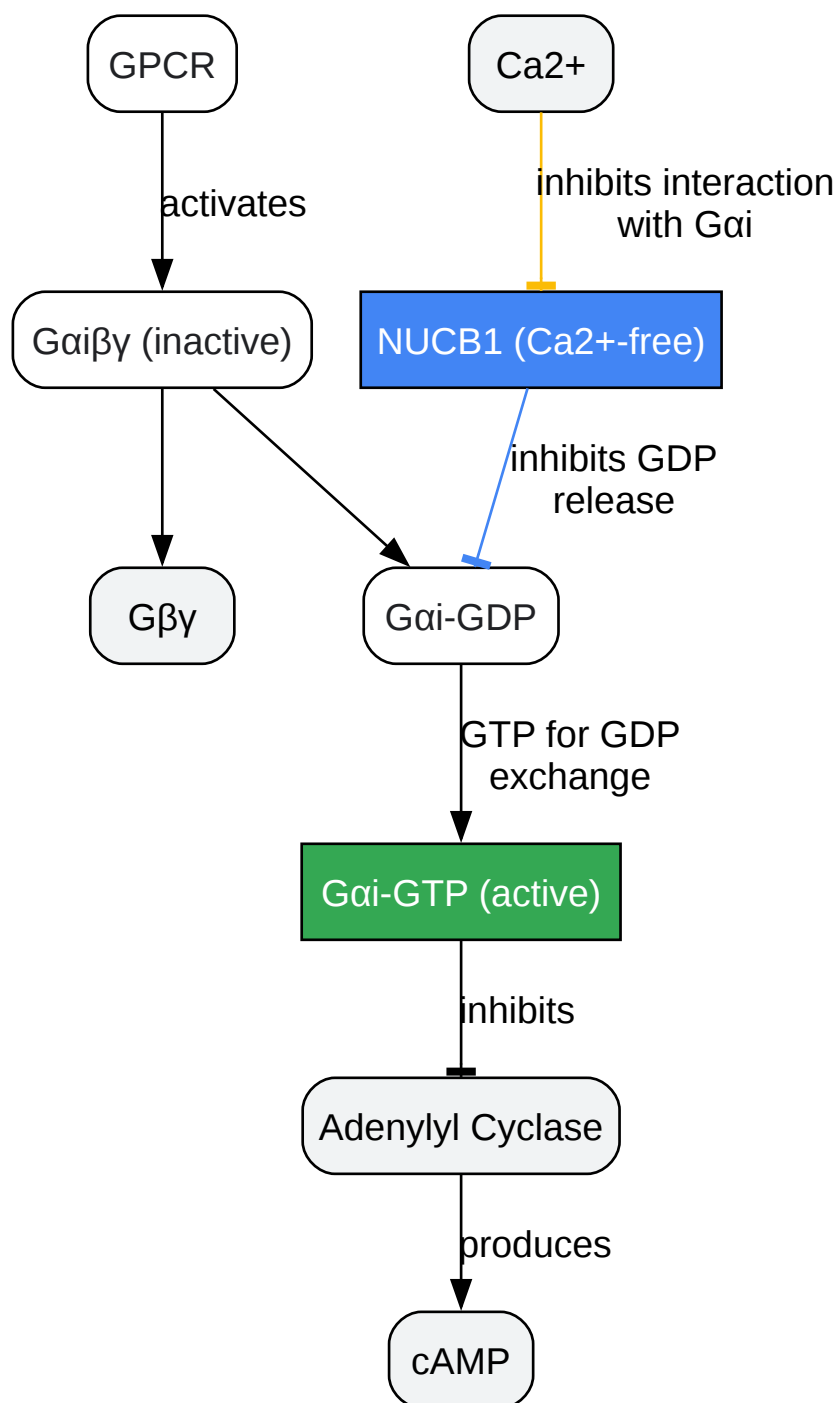 GPCR
Ca2+
activates
inhibits interaction
with Gαi
Gαiβγ (inactive)
NUCB1 (Ca2+-free)
inhibits GDP
release
Gβγ
Gαi-GDP
GTP for GDP
exchange
Gαi-GTP (active)
inhibits
Adenylyl Cyclase
produces
cAMP